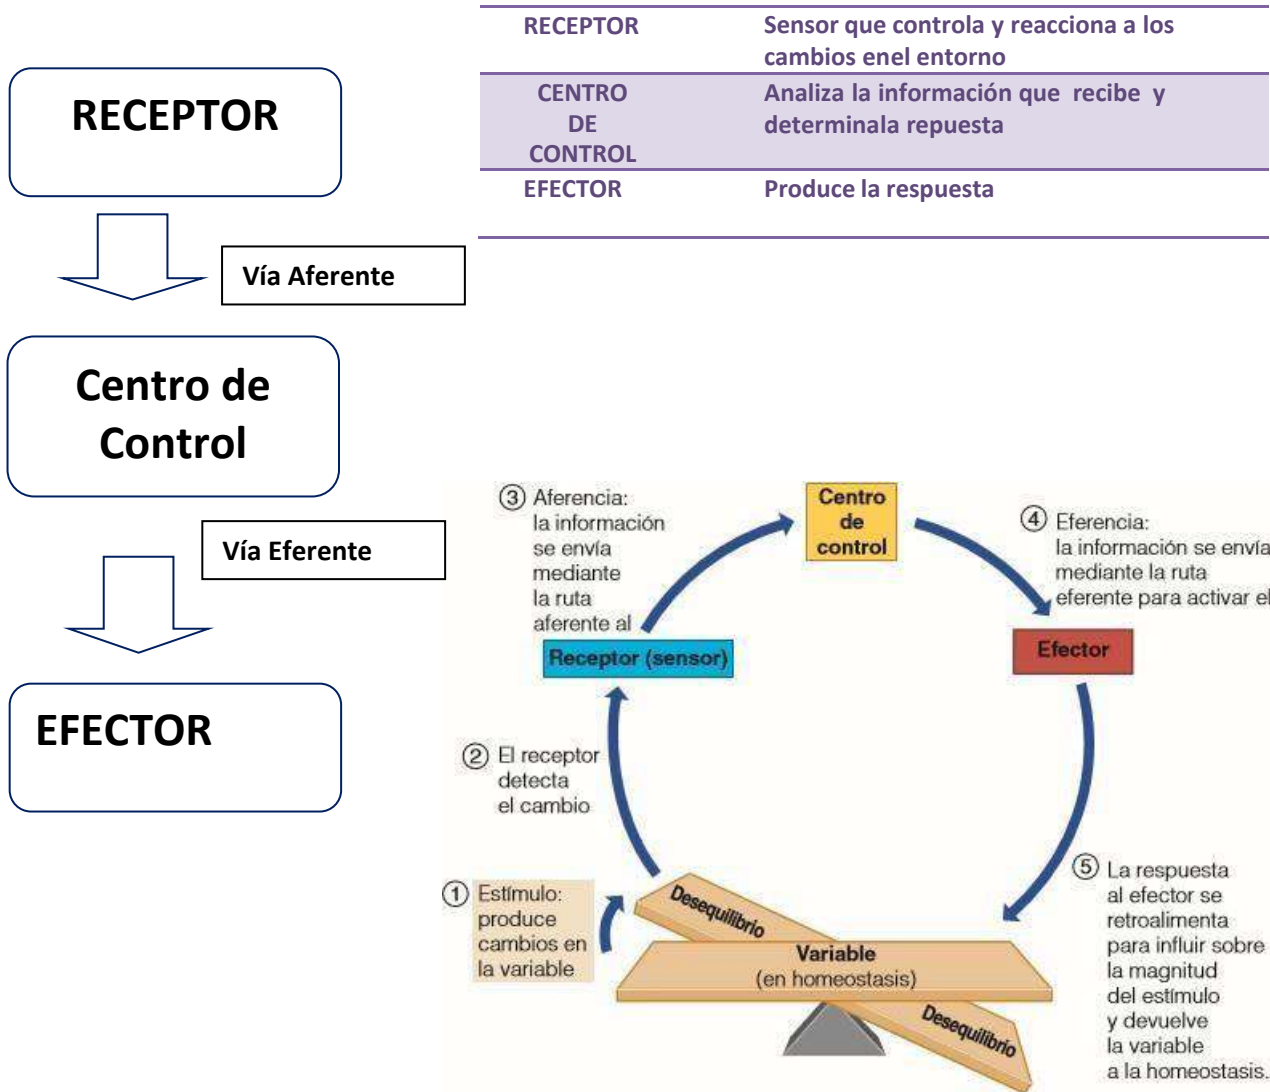 RECEPTOR
Vía Aferente
Centro de
Control
Vía Eferente
EFECTOR
RECEPTOR
Sensor que controla y reacciona a los
cambios enel entorno
CENTRO
DE
CONTROL
Analiza la información que recibe y
determinala repuesta
EFECTOR
Produce la respuesta
③ Aferencia:
la información
se envía
mediante
la ruta
aferente al
Centro
de
control
④ Eferencia:
la información se envía
mediante la ruta
eferente para activar el
Receptor (sensor)
Efector
② El receptor
detecta
el cambio
① Estímulo:
produce
cambios en
la variable
Desequilibrio
Variable
(en homeostasis)
Desequilibrio
⑤ La respuesta
al efector se
retroalimenta
para influir sobre
la magnitud
del estímulo
y devuelve
la variable
a la homeostasis.